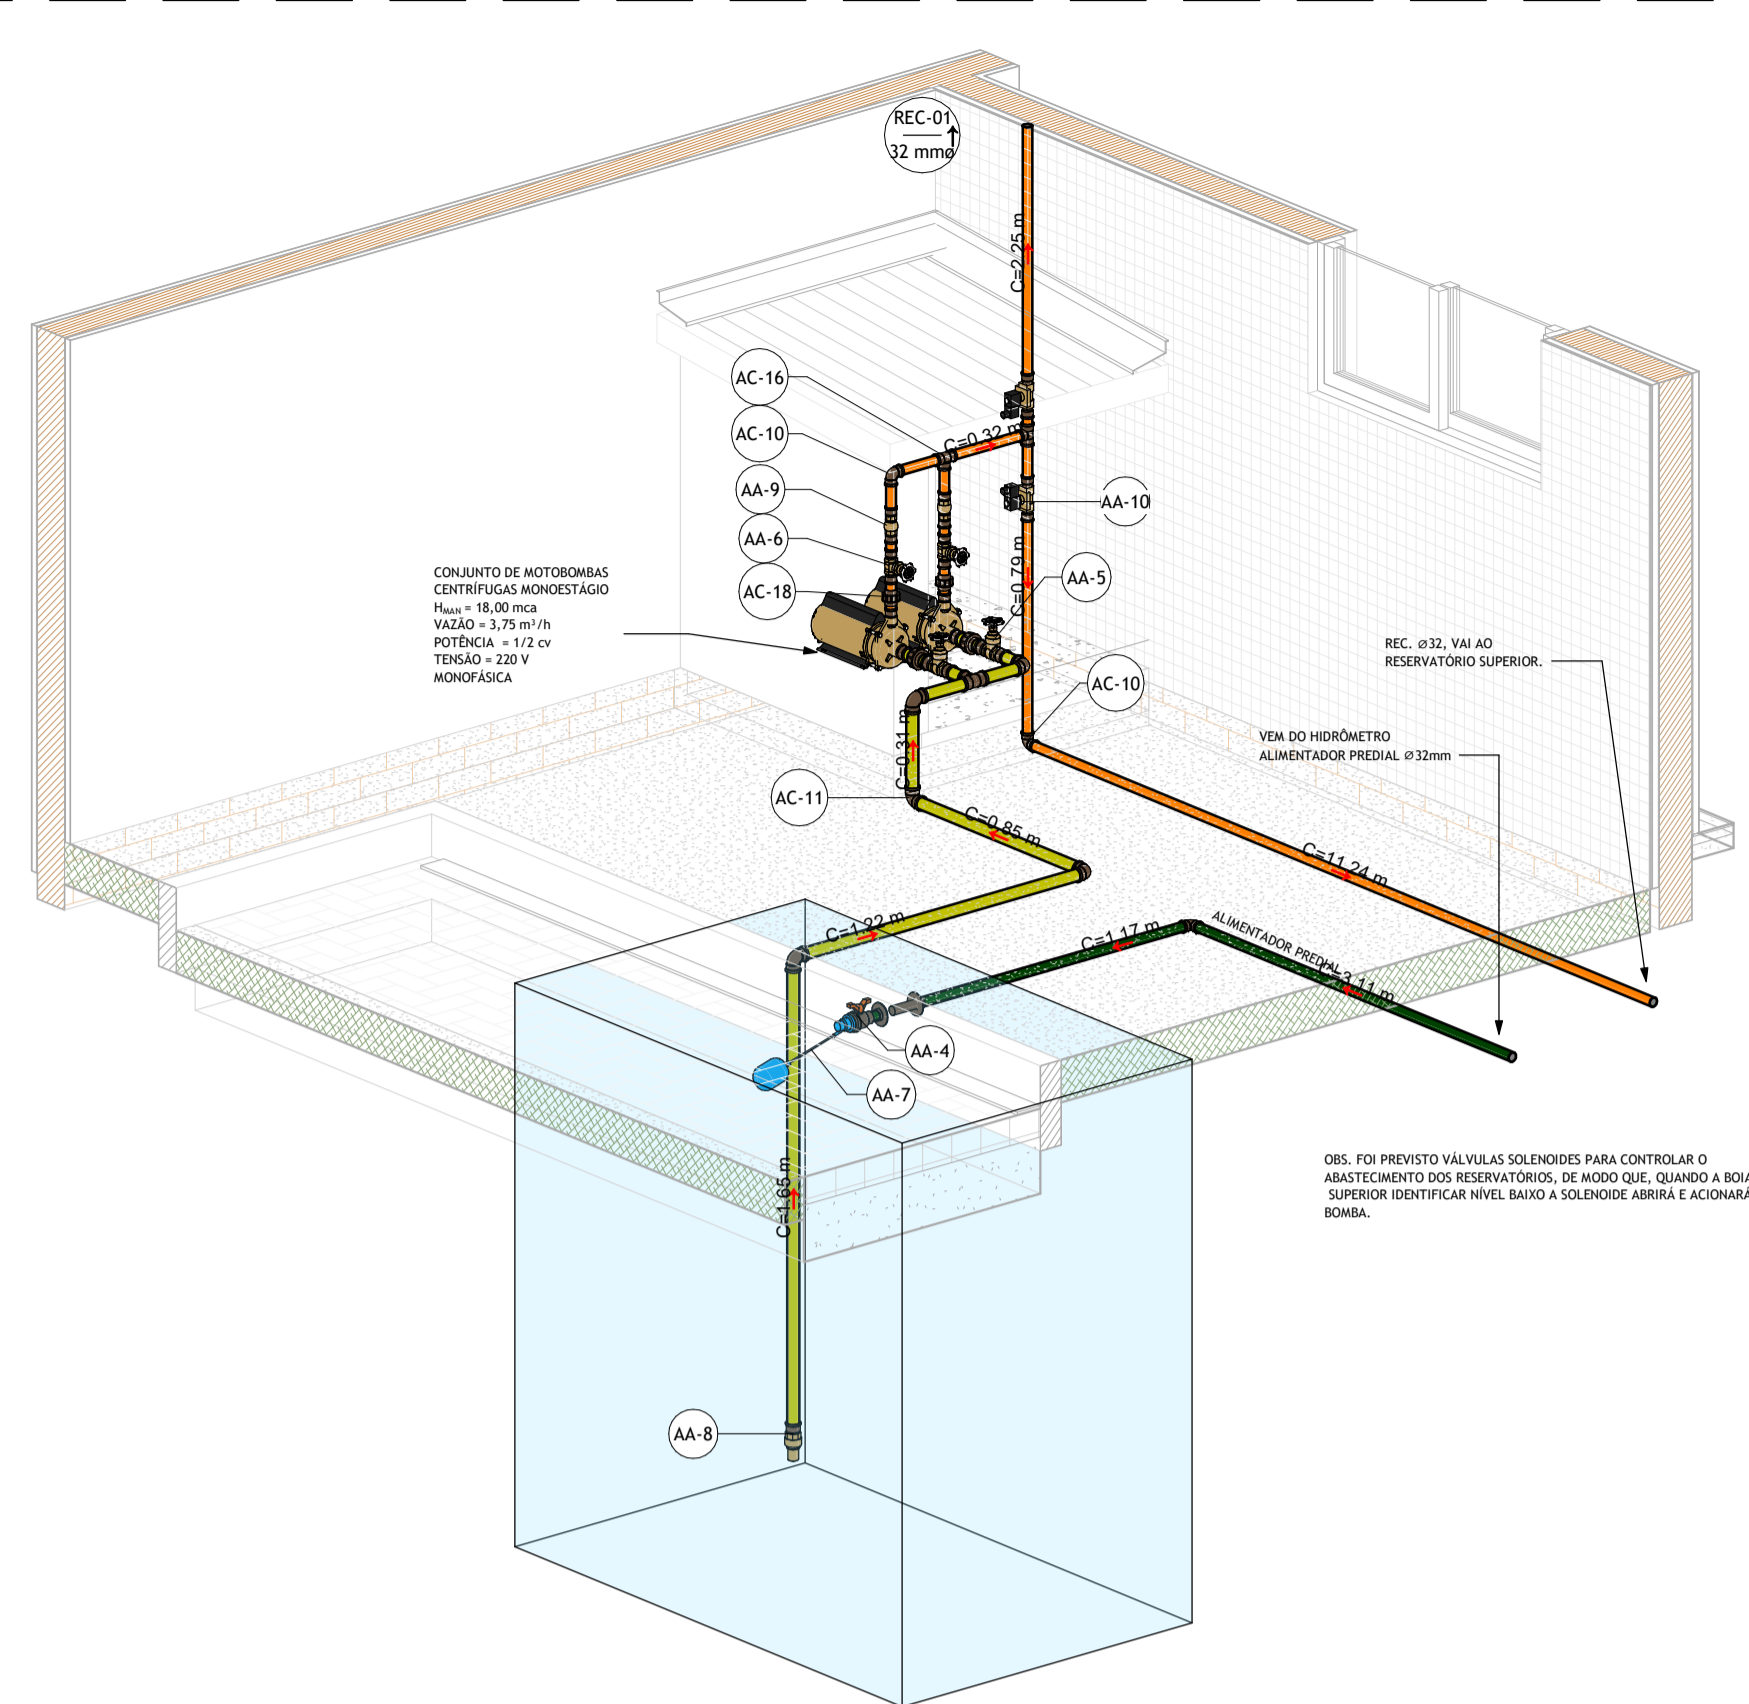 REC-01
32 mmø
C=2.25 m
AC-16
AC-10
C=0.32 m
AA-9
AA-10
AA-6
C=0.79 m
AA-5
AC-18
CONJUNTO DE MOTOBOMBAS
CENTRÍFUGAS MONOESTÁGIO
HMAN = 18,00 mca
VAZÃO = 3,75 m³/h
POTÊNCIA = 1/2 cv
TENSÃO = 220 V
MONOFÁSICA
REC. ⌀32, VAI AO
RESERVATÓRIO SUPERIOR.
AC-10
C=0.31 m
VEM DO HIDRÔMETRO
ALIMENTADOR PREDIAL ⌀32mm
AC-11
C=0.85 m
C=11.24 m
C=1.22 m
C=1.17 m
ALIMENTADOR PREDIAL
C=3.11 m
AA-4
AA-7
C=1.65 m
OBS. FOI PREVISTO VÁLVULAS SOLENOIDES PARA CONTROLAR O
ABASTECIMENTO DOS RESERVATÓRIOS, DE MODO QUE, QUANDO A BOIA
SUPERIOR IDENTIFICAR NÍVEL BAIXO A SOLENOIDE ABRIRÁ E ACIONARÁ
BOMBA.
AA-8